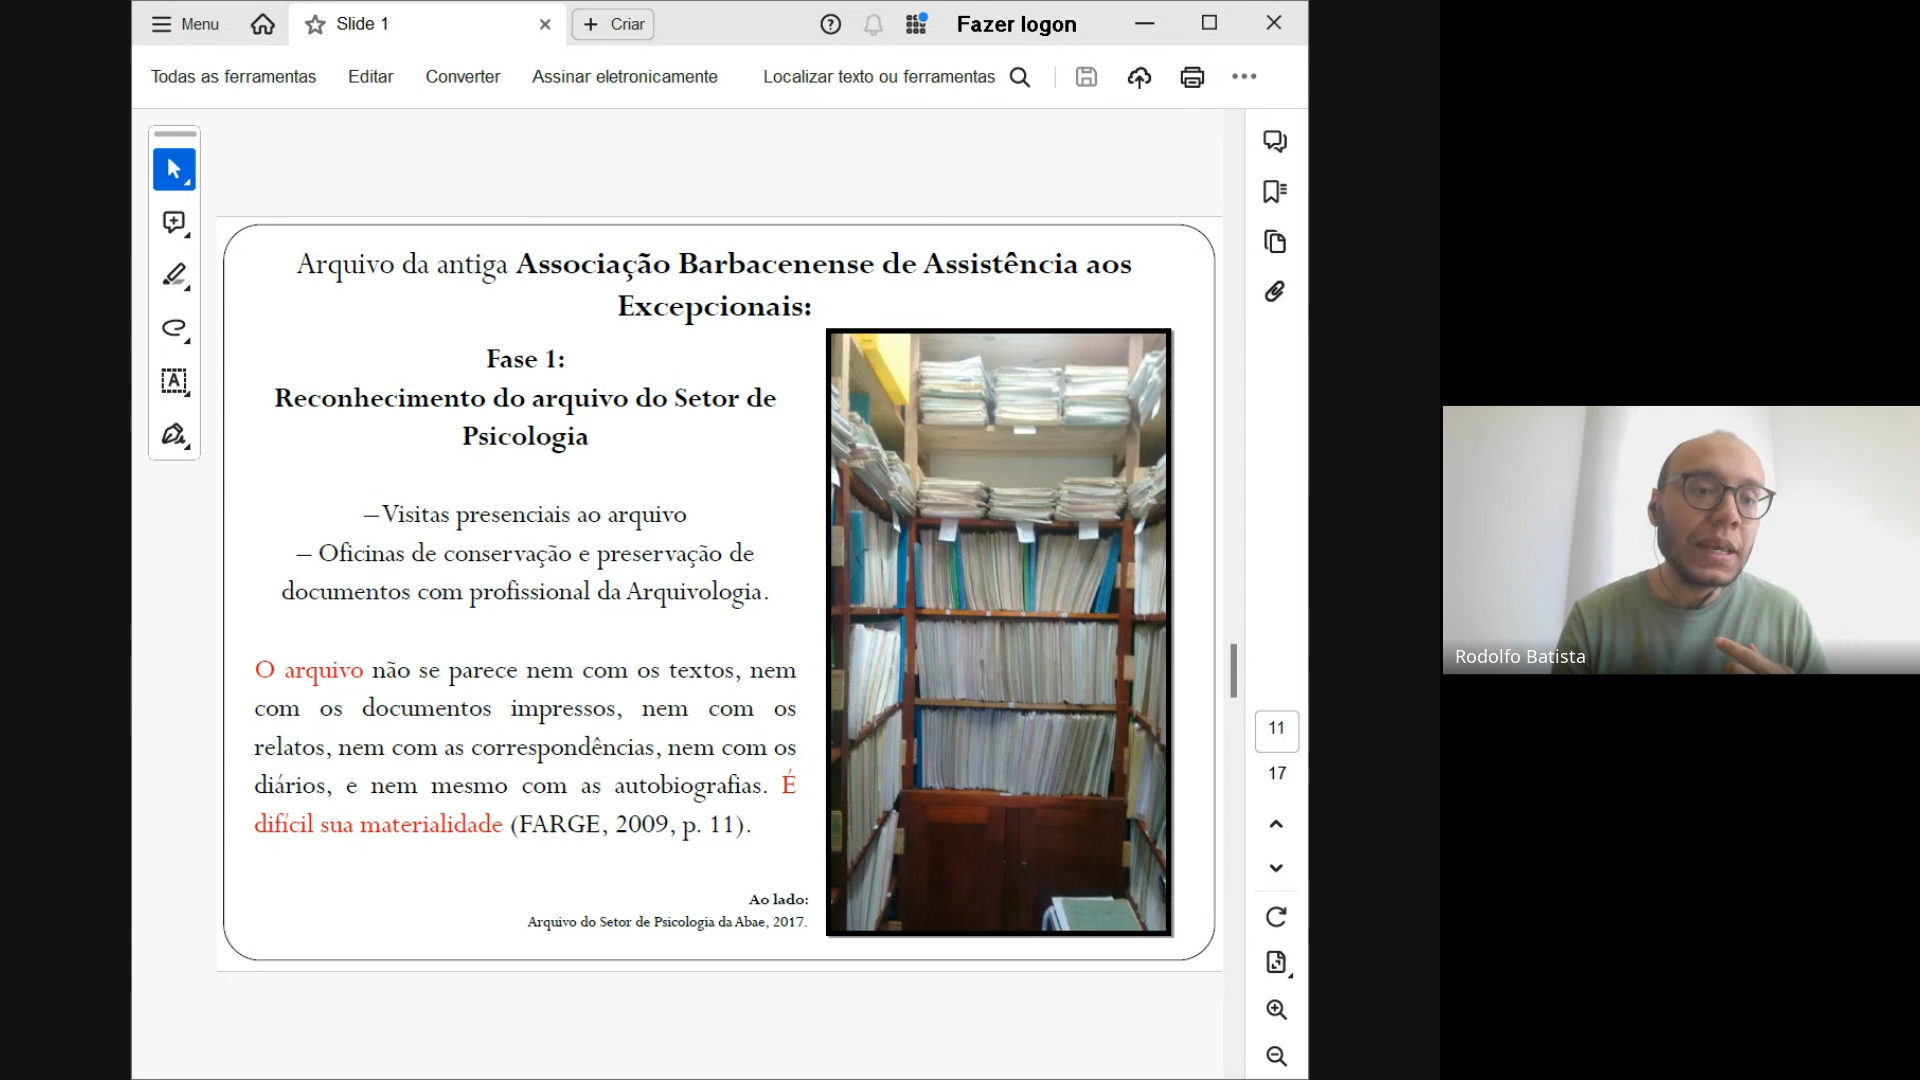 Menu
Slide 1
Criar
Fazer logon
Todas as ferramentas
Editar
Converter
Assinar eletronicamente
Localizar texto ou ferramentas
Arquivo da antiga Associação Barbacenense de Assistência aos
Excepcionais:
Fase 1:
Reconhecimento do arquivo do Setor de
Psicologia
– Visitas presenciais ao arquivo
– Oficinas de conservação e preservação de
documentos com profissional da Arquivologia.
O arquivo não se parece nem com os textos, nem
com os documentos impressos, nem com os
relatos, nem com as correspondências, nem com os
diários, e nem mesmo com as autobiografias. É
difícil sua materialidade (FARGE, 2009, p. 11).
Ao lado:
Arquivo do Setor de Psicologia da Abae, 2017.
11
17
Rodolfo Batista